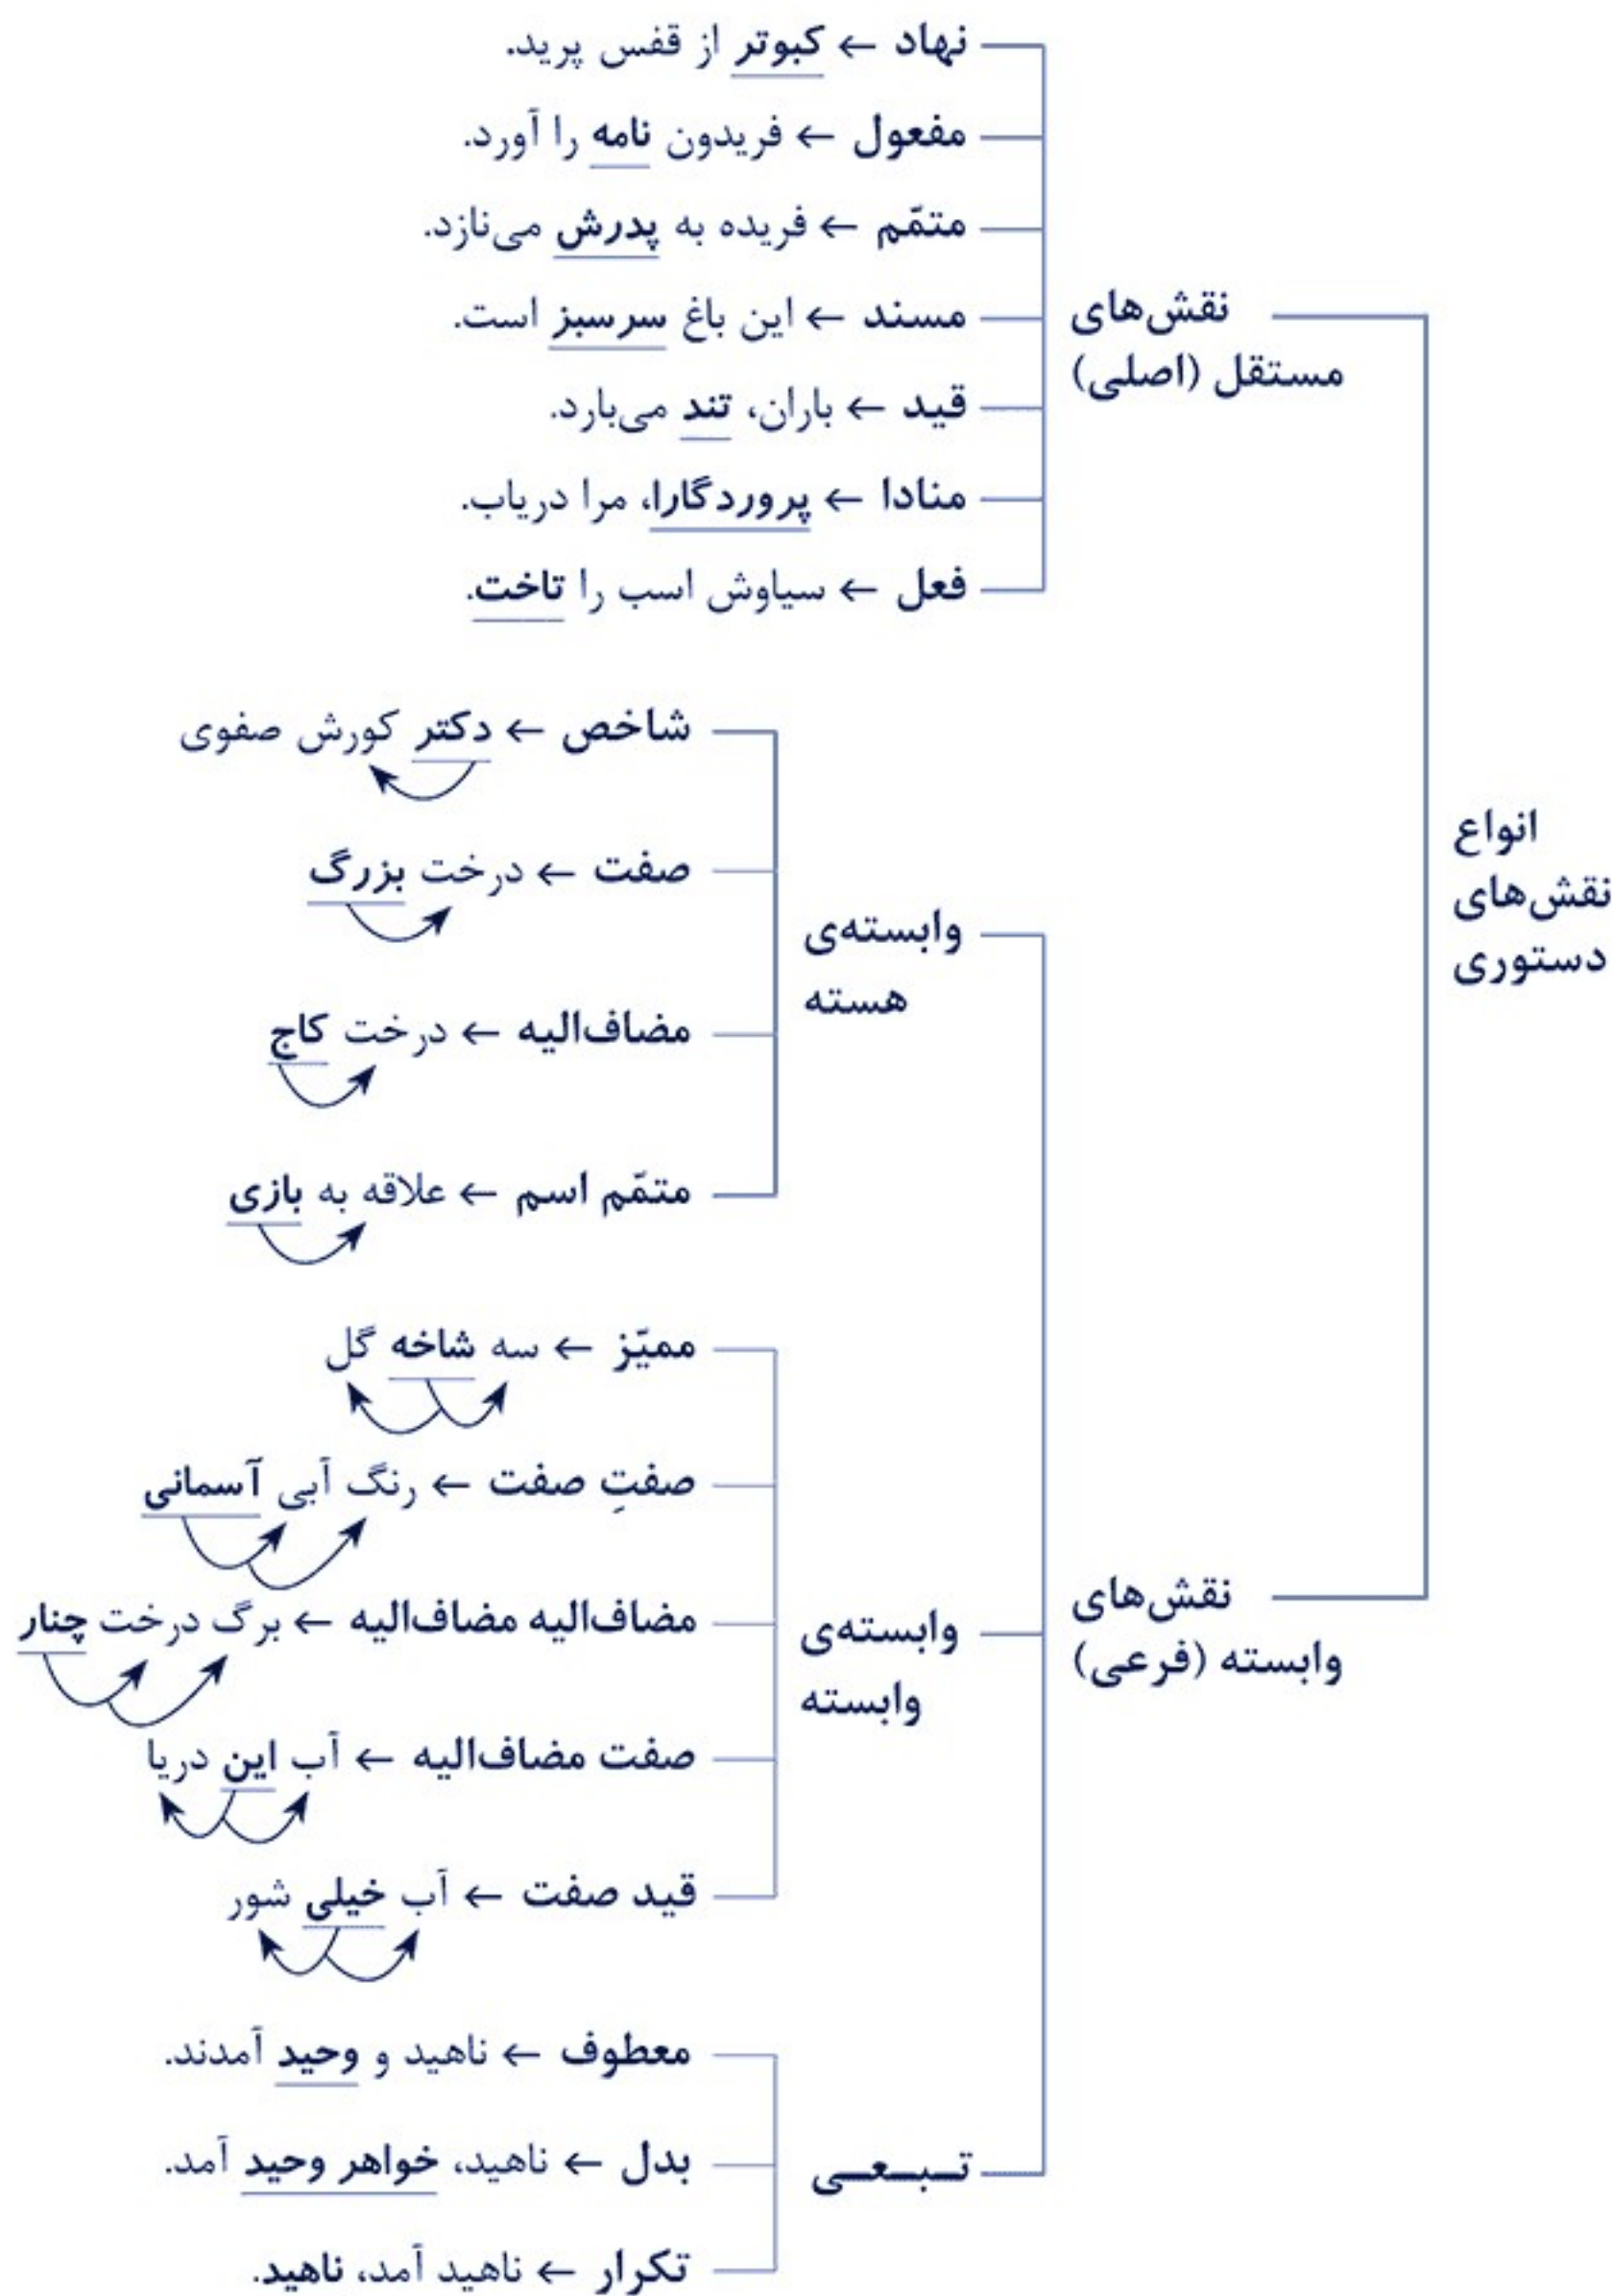 انواع
نقش‌های
دستوری
نقش‌های
مستقل (اصلی)
نهاد ← کبوتر از قفس پرید.
مفعول ← فریدون نامه را آورد.
متمّم ← فریده به پدرش می‌نازد.
مسند ← این باغ سرسبز است.
قید ← باران، تند می‌بارد.
منادا ← پروردگارا، مرا دریاب.
فعل ← سیاوش اسب را تاخت.
نقش‌های
وابسته (فرعی)
وابسته‌ی
هسته
شاخص ← دکتر کورش صفوی
صفت ← درخت بزرگ
مضاف‌الیه ← درخت کاج
متمّم اسم ← علاقه به بازی
وابسته‌ی
وابسته
ممیّز ← سه شاخه گل
صفتِ صفت ← رنگ آبی آسمانی
مضاف‌الیه مضاف‌الیه ← برگ درخت چنار
صفت مضاف‌الیه ← آب این دریا
قید صفت ← آب خیلی شور
تـبـعـی
معطوف ← ناهید و وحید آمدند.
بدل ← ناهید، خواهر وحید آمد.
تکرار ← ناهید آمد، ناهید.